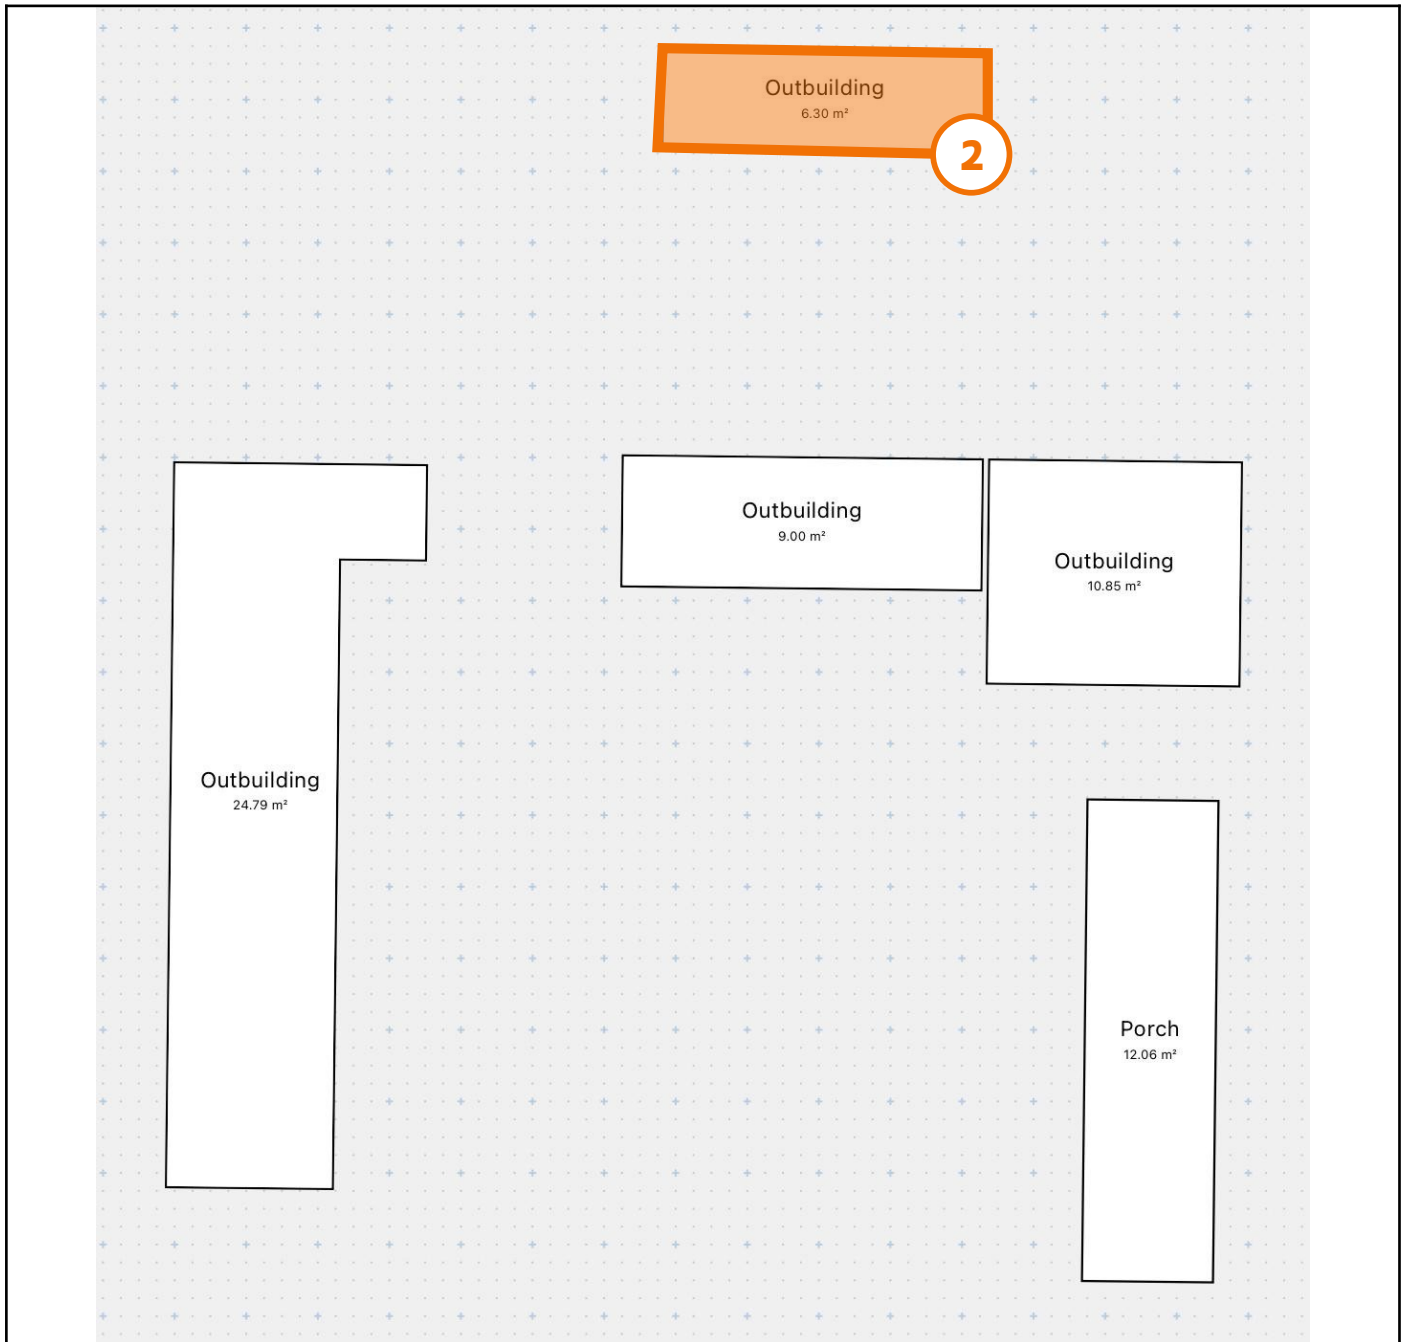 Outbuilding
6.30 m²
2
Outbuilding
9.00 m²
Outbuilding
10.85 m²
Outbuilding
24.79 m²
Porch
12.06 m²